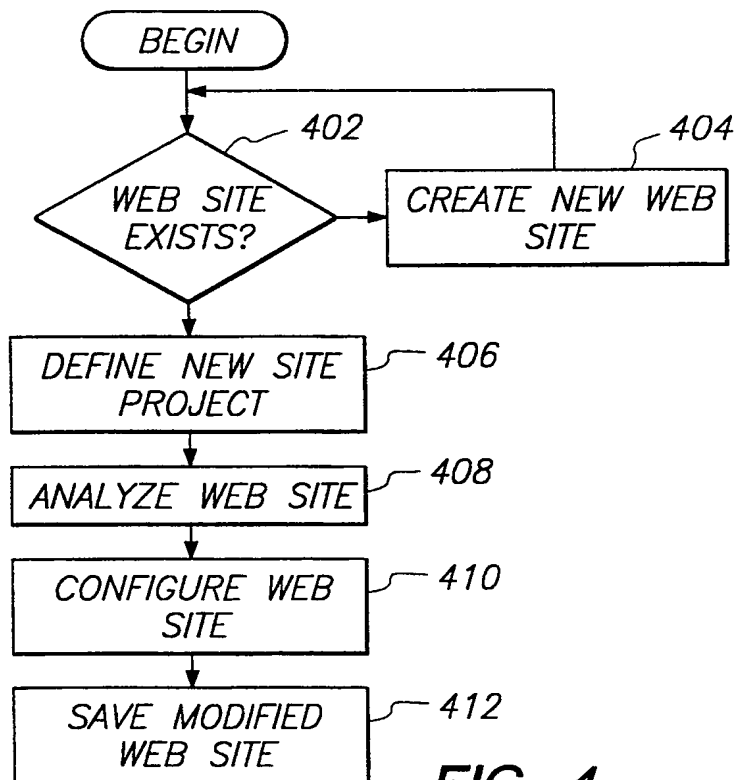 BEGIN
402
404
WEB SITE
EXISTS?
CREATE NEW WEB
SITE
DEFINE NEW SITE
PROJECT
406
ANALYZE WEB SITE
408
CONFIGURE WEB
SITE
410
SAVE MODIFIED
WEB SITE
412
FIG. 4